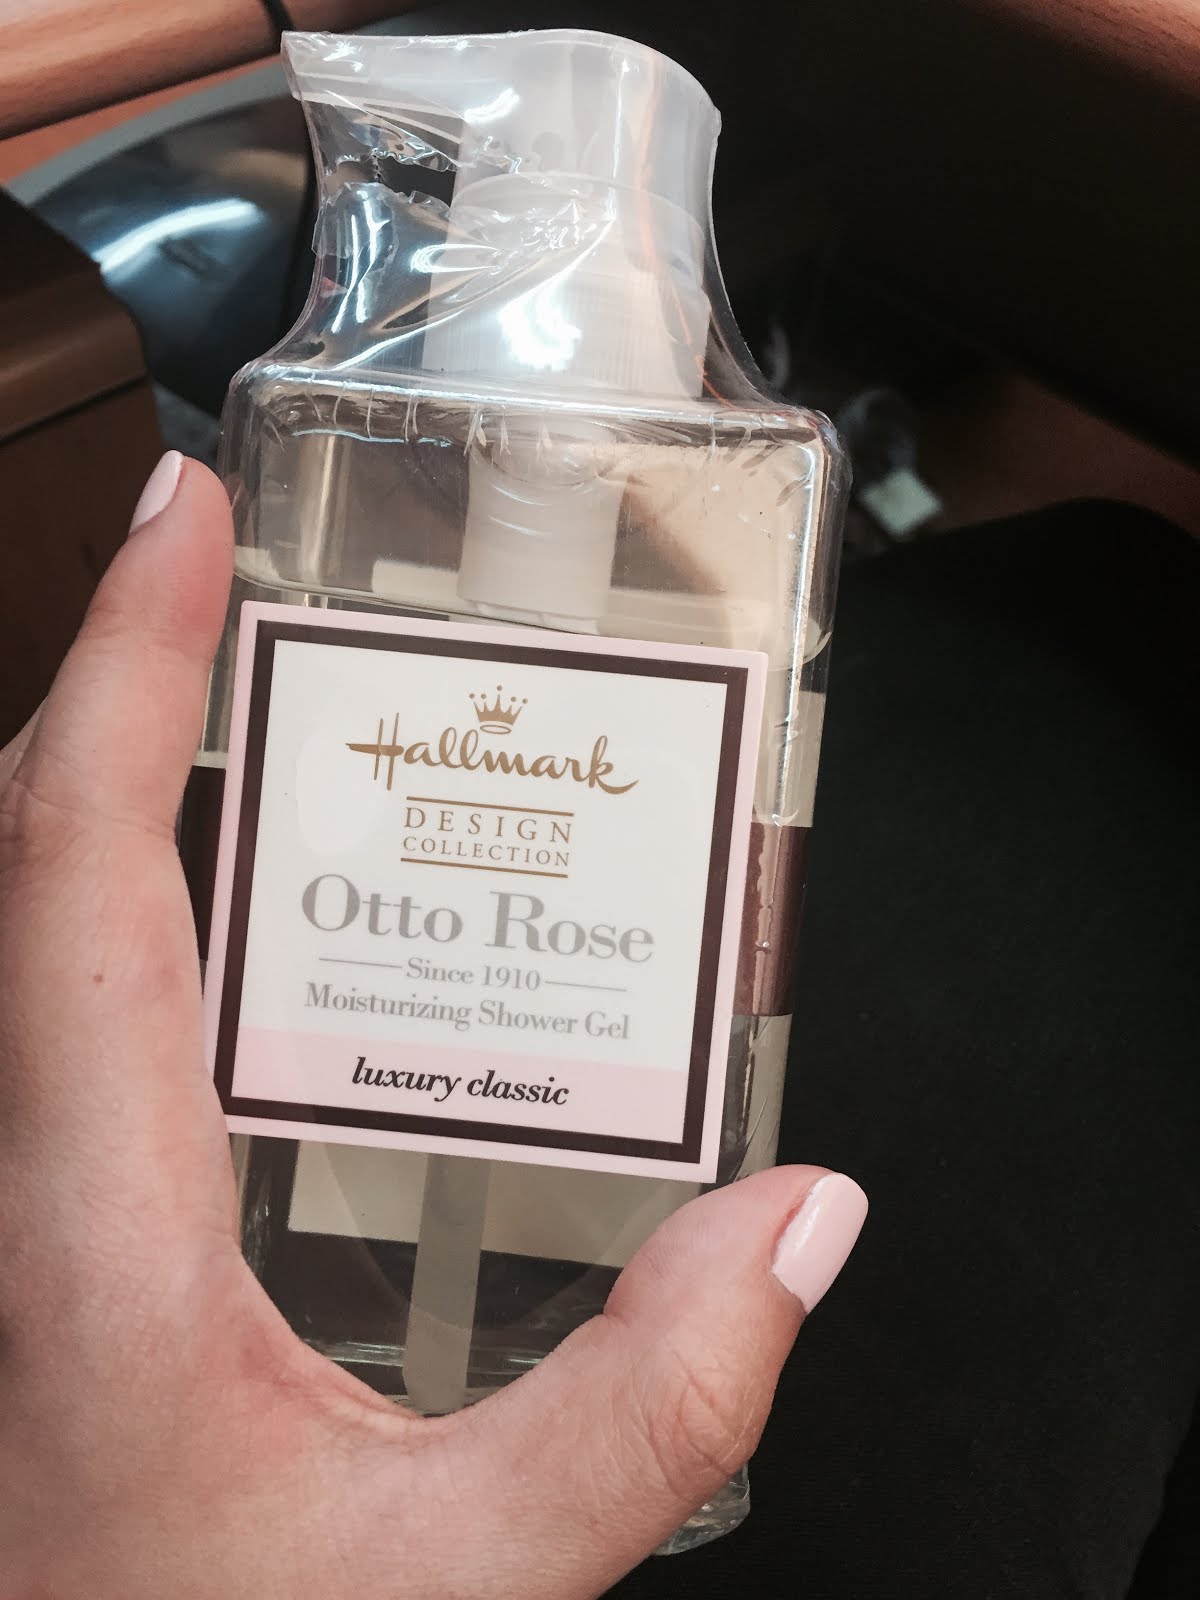 Hallmark
DESIGN
COLLECTION
Otto Rose
Since 1910
Moisturizing Shower Gel
luxury classic